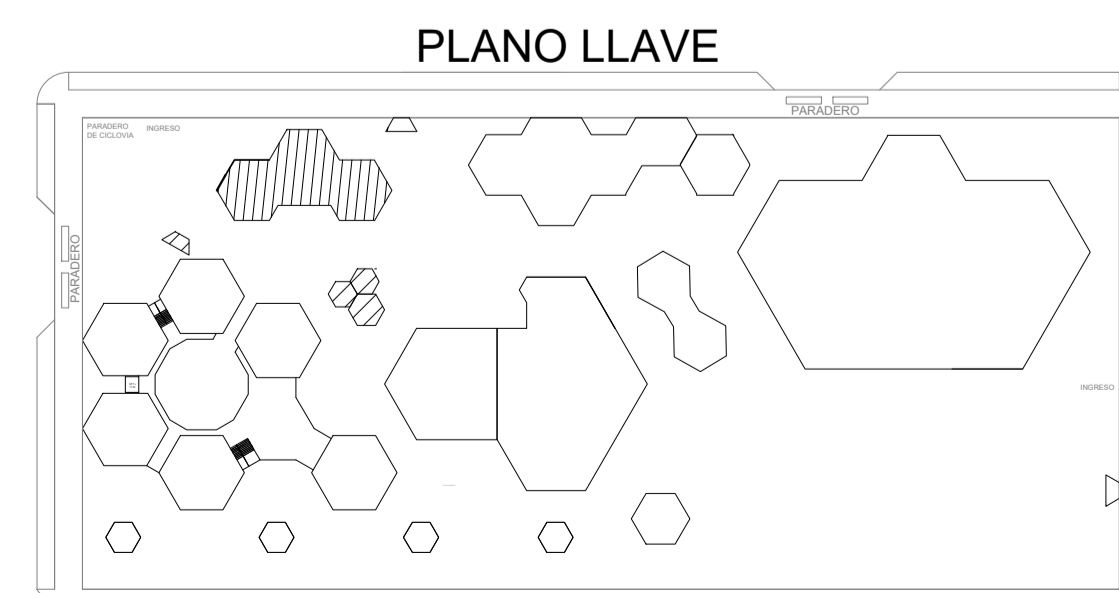 PLANO LLAVE
PARADERO
PARADERO
DE CICLOVIA
INGRESO
PARADERO
INGRESO